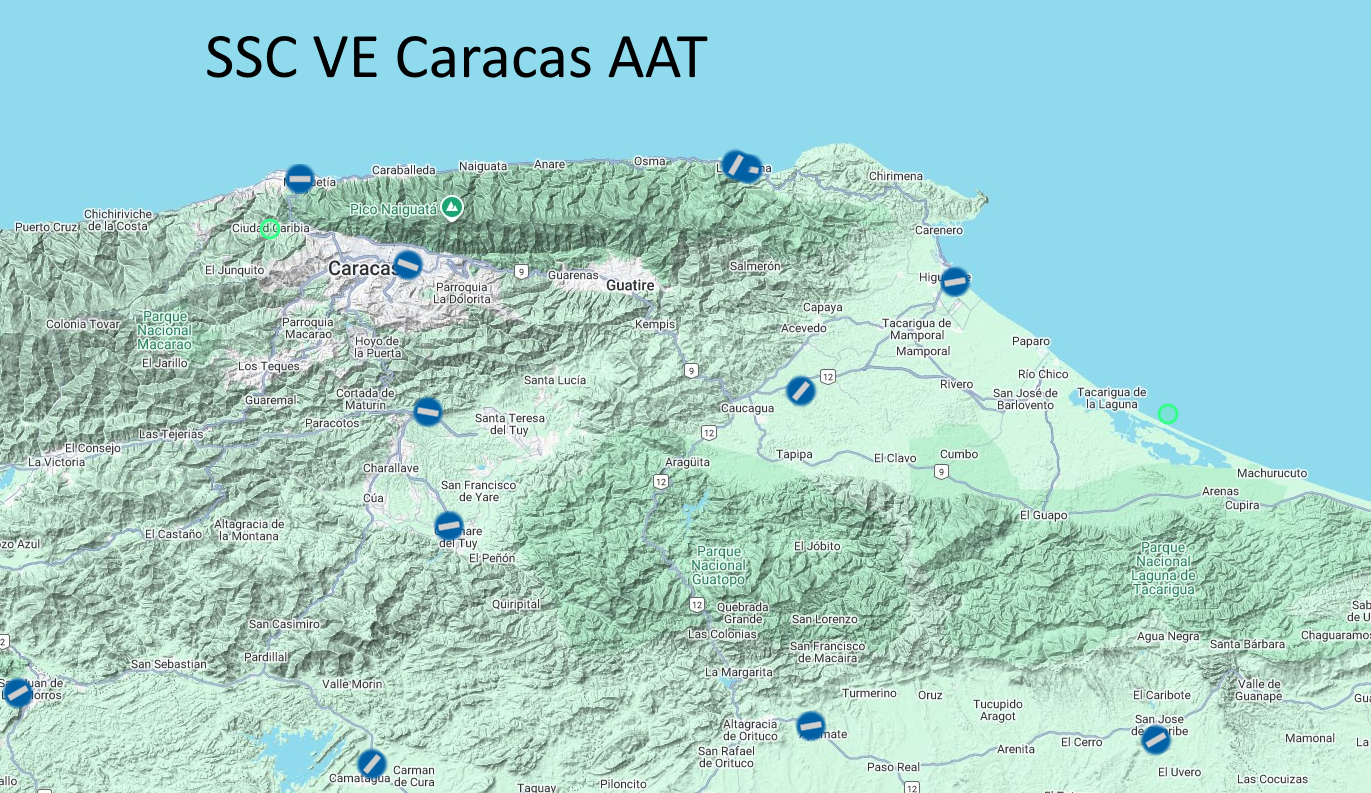 SSC VE Caracas AAT
Caraballeda
Naiguata
Anare
Osma
Chirimena
Chichiriviche
de la Costa
Puerto Cruz
Pico Naiguatá
Carenero
El Junquito
Caracas
Parroquia
La Dolorita
9
Guarenas
Guatire
Salmerón
Colonia Tovar
Parque
Nacional
Macarao
El Jarillo
Parroquia
Macarao
Hoyo de
la Puerta
Kempis
Capaya
Acevedo
Tacarigua de
Mamporal
Mamporal
Paparo
Los Teques
9
12
Río Chico
Rivero
San José de
Barlovento
Tacarigua de
la Laguna
Guaremal
Cortada de
Maturín
Paracotos
Santa Lucía
Santa Teresa
del Tuy
Caucagua
12
Las Tejerias
El Consejo
La Victoria
Charallave
Cúa
San Francisco
de Yare
Aragüita
12
Tapipa
El Clavo
Cumbo
9
Machurucuto
Arenas
Cupira
El Guapo
Altagracia de
la Montana
El Castaño
del Tuy
El Peñón
Parque
Nacional
Guatopo
El Jóbito
Parque
Nacional
Laguna de
Tacarigua
Quiripital
12
Quebrada
Grande
Las Colonias
San Lorenzo
San Francisco
de Macaira
San Casimiro
Pardillal
San Sebastian
Agua Negra
Santa Bárbara
La Margarita
Valle Morin
Turmerino
Oruz
Tucupido
Aragot
El Caribote
San Jose
Valle de
Guanape
Altagracia
de Orituco
San Rafael
de Orituco
Arenita
El Cerro
Mamonal
Paso Real
El Uvero
Las Cocuizas
Carman
de Cura
Taguay
Piloncito
12